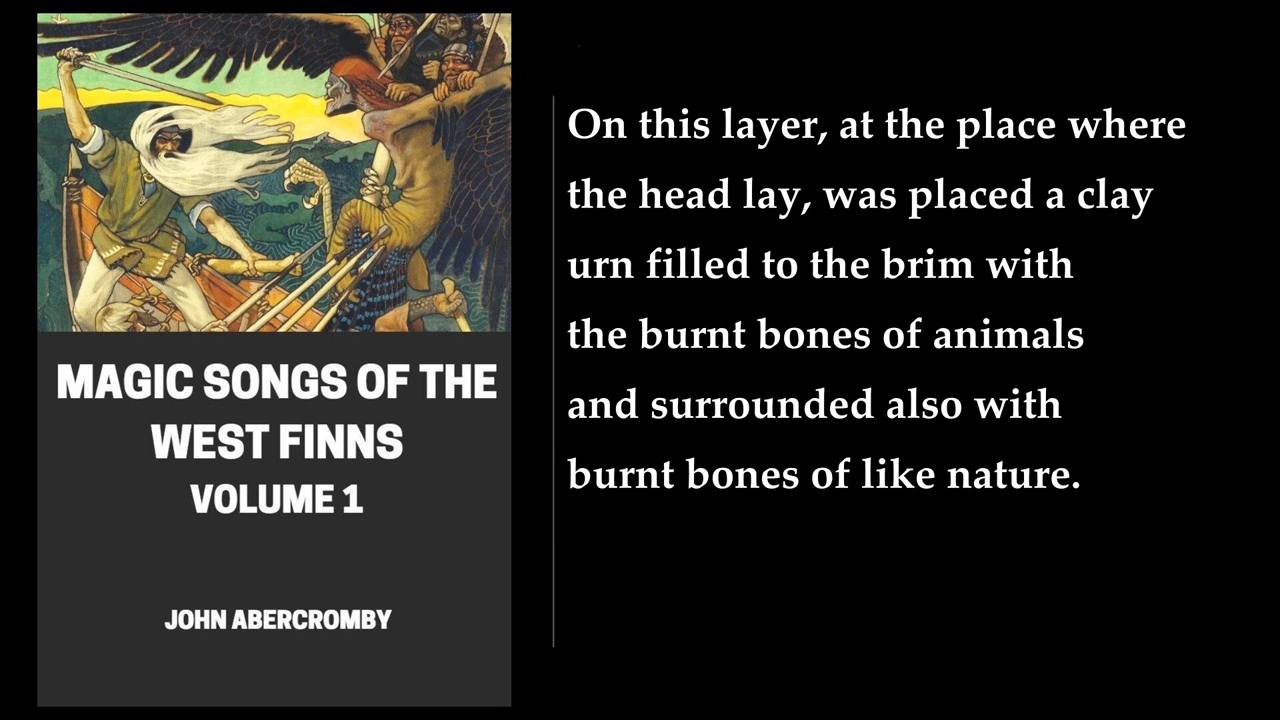 MAGIC SONGS OF THE
WEST FINNS
VOLUME 1
JOHN ABERCROMBY
On this layer, at the place where
the head lay, was placed a clay
urn filled to the brim with
the burnt bones of animals
and surrounded also with
burnt bones of like nature.